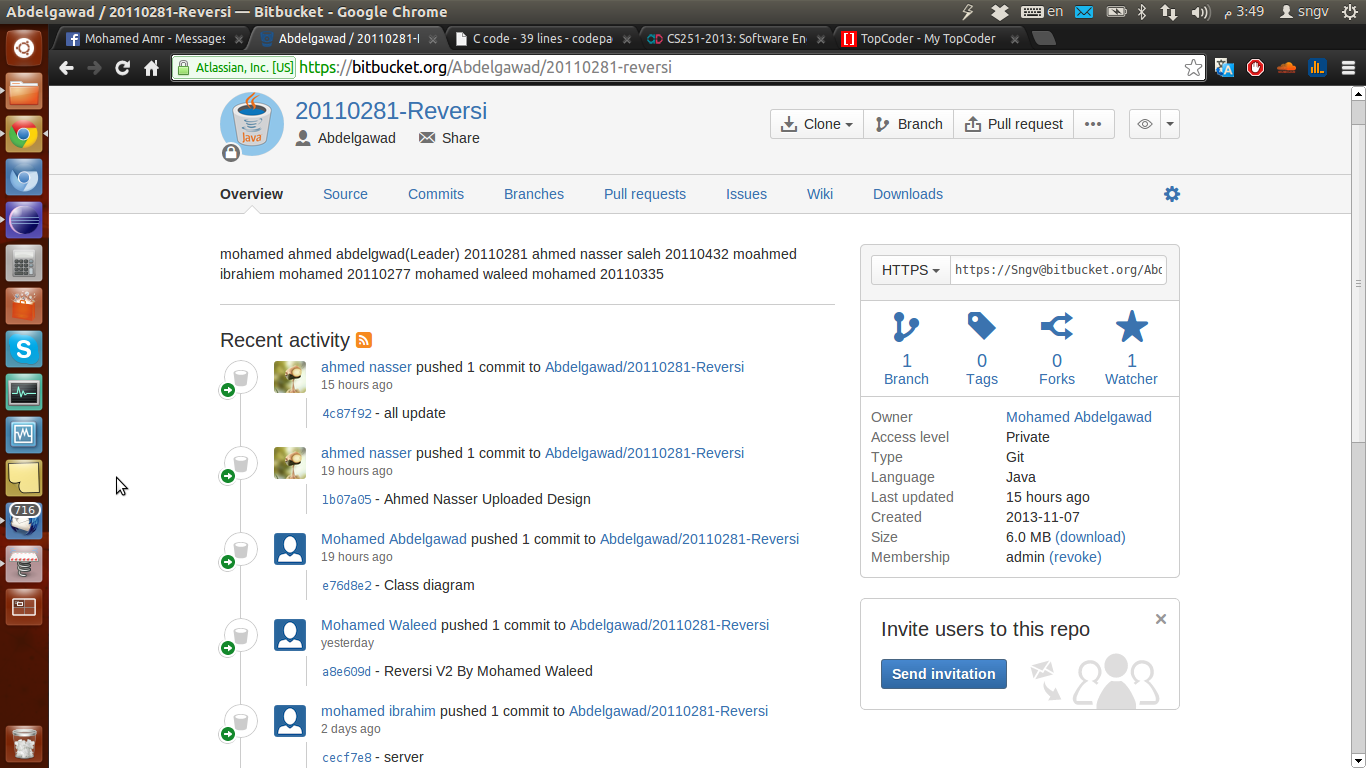 Abdelgawad / 20110281-Reversi — Bitbucket - Google Chrome
en
م 3:49
sngv
Mohamed Amr - Messages
Abdelgawad / 20110281-
C code - 39 lines - codepa
CS251-2013: Software En
TopCoder - My TopCoder
Atlassian, Inc. [US] https://bitbucket.org/Abdelgawad/20110281-reversi
20110281-Reversi
Abdelgawad
Share
Java
Clone
Branch
Pull request
Overview
Source
Commits
Branches
Pull requests
Issues
Wiki
Downloads
mohamed ahmed abdelgwad(Leader) 20110281 ahmed nasser saleh 20110432 moahmed
ibrahiem mohamed 20110277 mohamed waleed mohamed 20110335
Recent activity
ahmed nasser pushed 1 commit to Abdelgawad/20110281-Reversi
15 hours ago
4c87f92 - all update
ahmed nasser pushed 1 commit to Abdelgawad/20110281-Reversi
19 hours ago
1b07a05 - Ahmed Nasser Uploaded Design
Mohamed Abdelgawad pushed 1 commit to Abdelgawad/20110281-Reversi
19 hours ago
e76d8e2 - Class diagram
Mohamed Waleed pushed 1 commit to Abdelgawad/20110281-Reversi
yesterday
a8e609d - Reversi V2 By Mohamed Waleed
mohamed ibrahim pushed 1 commit to Abdelgawad/20110281-Reversi
2 days ago
cecf7e8 - server
HTTPS
https://Sngv@bitbucket.org/Abd
1
Branch
0
Tags
0
Forks
1
Watcher
Owner Mohamed Abdelgawad
Access level Private
Type Git
Language Java
Last updated 15 hours ago
Created 2013-11-07
Size 6.0 MB (download)
Membership admin (revoke)
Invite users to this repo
Send invitation
716